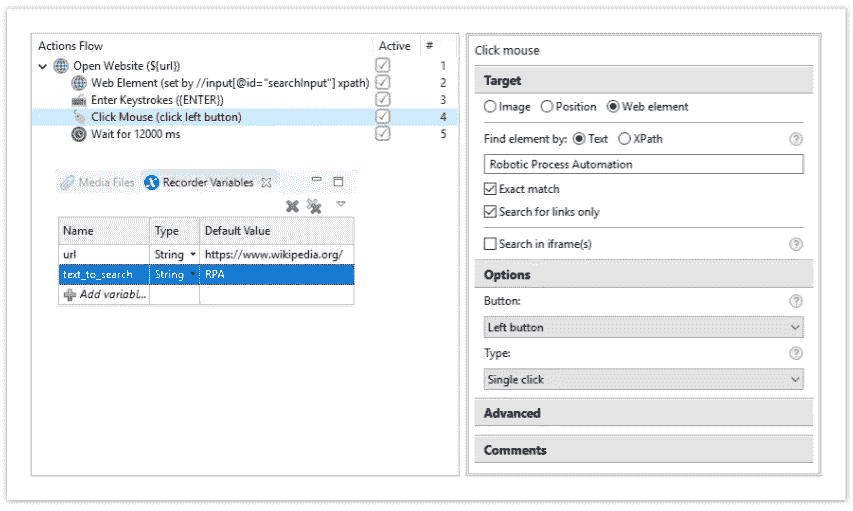 Actions Flow Active #
Open Website (${url}) 1
Web Element (set by //input[@id="searchInput"] xpath) 2
Enter Keystrokes ({ENTER}) 3
Click Mouse (click left button) 4
Wait for 12000 ms 5
Media Files Recorder Variables
Name Type Default Value
url String https://www.wikipedia.org/
text_to_search String RPA
Add variabl...
Click mouse
Target
Image Position Web element
Find element by: Text XPath ?
Robotic Process Automation
Exact match
Search for links only
Search in iframe(s) ?
Options
Button: ?
Left button
Type: ?
Single click
Advanced
Comments